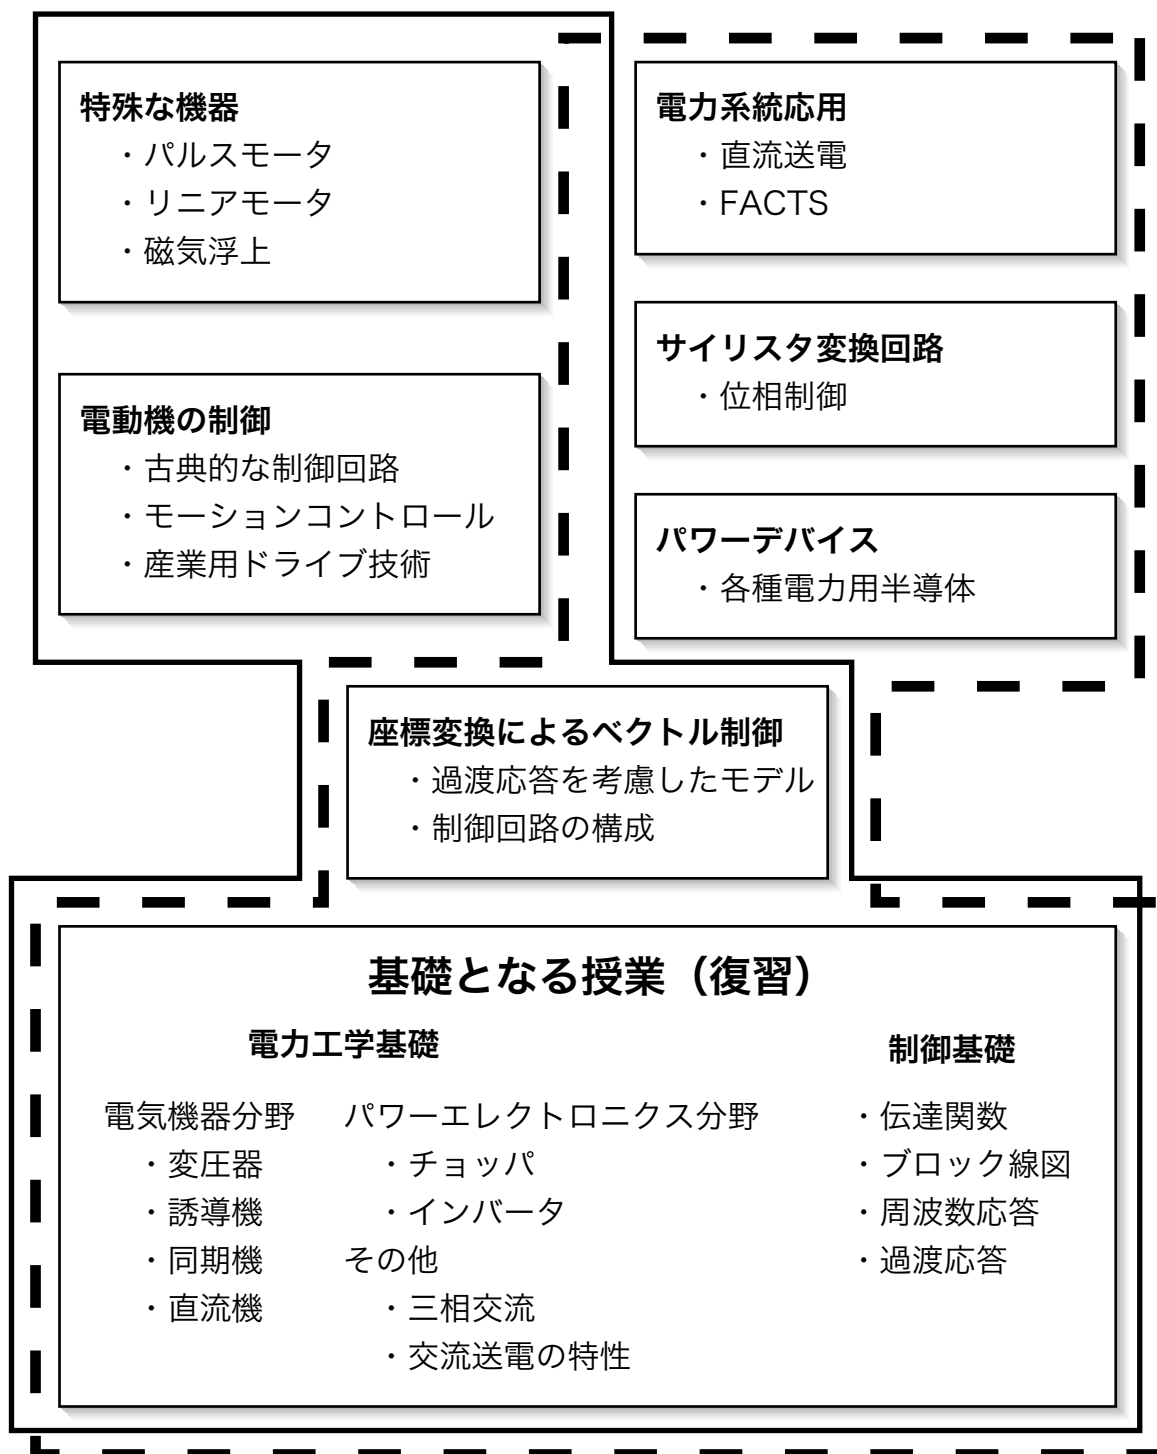 特殊な機器
・パルスモータ
・リニアモータ
・磁気浮上
電動機の制御
・古典的な制御回路
・モーションコントロール
・産業用ドライブ技術
電力系統応用
・直流送電
・FACTS
サイリスタ変換回路
・位相制御
パワーデバイス
・各種電力用半導体
座標変換によるベクトル制御
・過渡応答を考慮したモデル
・制御回路の構成
基礎となる授業（復習）
電力工学基礎
電気機器分野
・変圧器
・誘導機
・同期機
・直流機
パワーエレクトロニクス分野
・チョッパ
・インバータ
その他
・三相交流
・交流送電の特性
制御基礎
・伝達関数
・ブロック線図
・周波数応答
・過渡応答